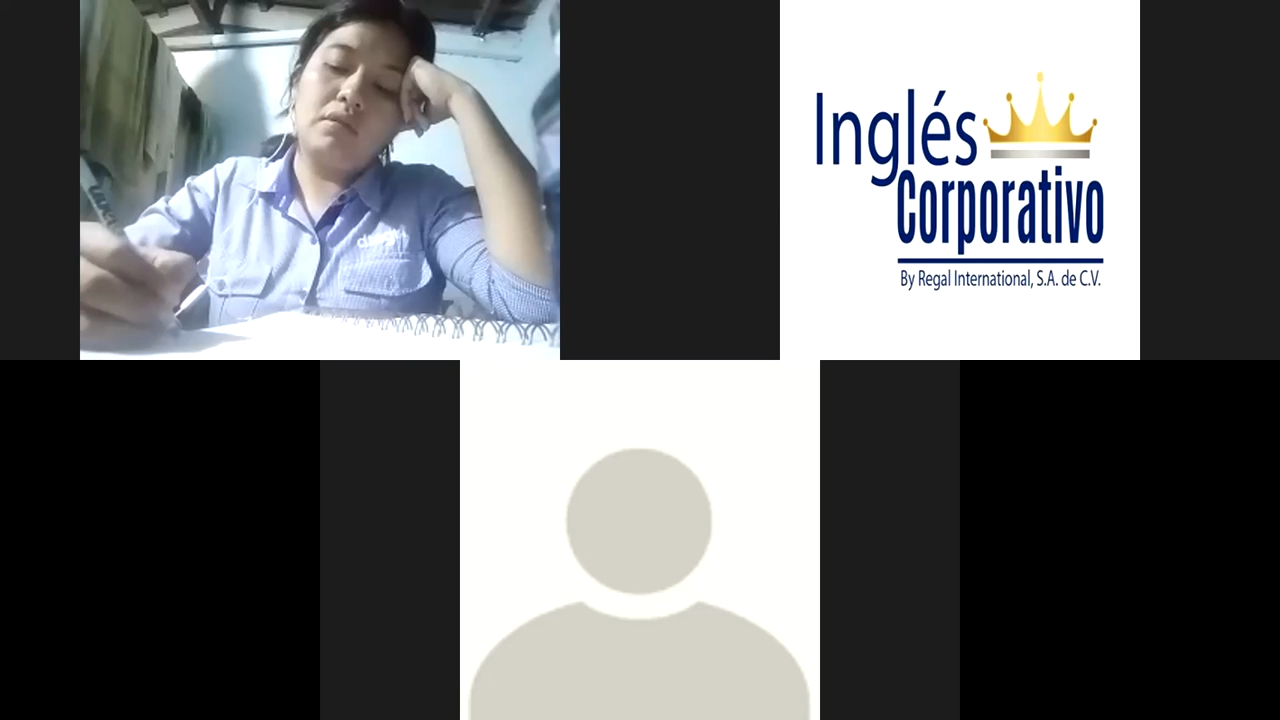 Inglés
Corporativo
By Regal International, S.A. de C.V.